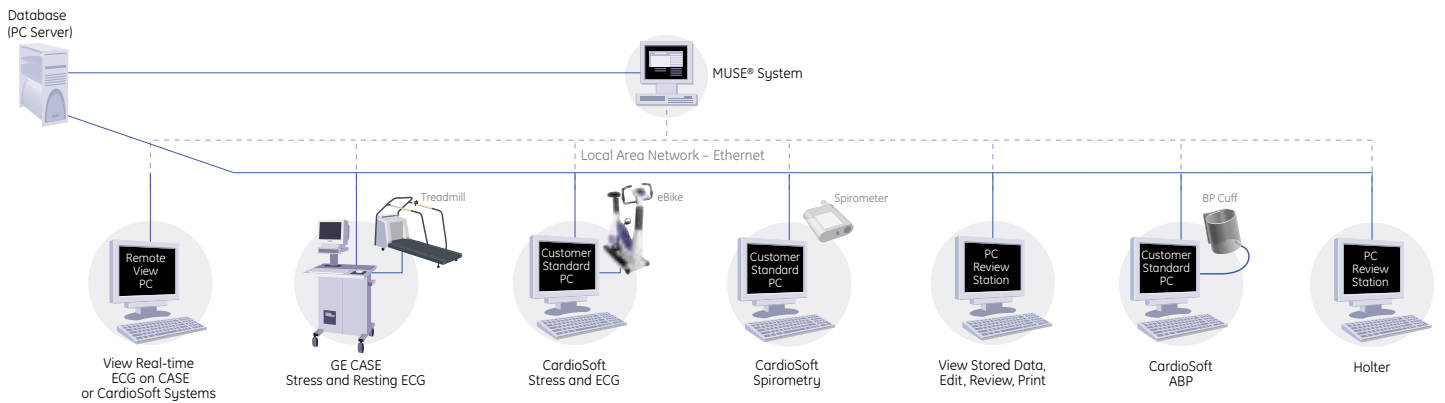 Database
(PC Server)
MUSE® System
Local Area Network – Ethernet
Treadmill
eBike
Spirometer
BP Cuff
Remote
View
PC
Customer
Standard
PC
Customer
Standard
PC
PC
Review
Station
Customer
Standard
PC
PC
Review
Station
View Real-time
ECG on CASE
or CardioSoft Systems
GE CASE
Stress and Resting ECG
CardioSoft
Stress and ECG
CardioSoft
Spirometry
View Stored Data,
Edit, Review, Print
CardioSoft
ABP
Holter